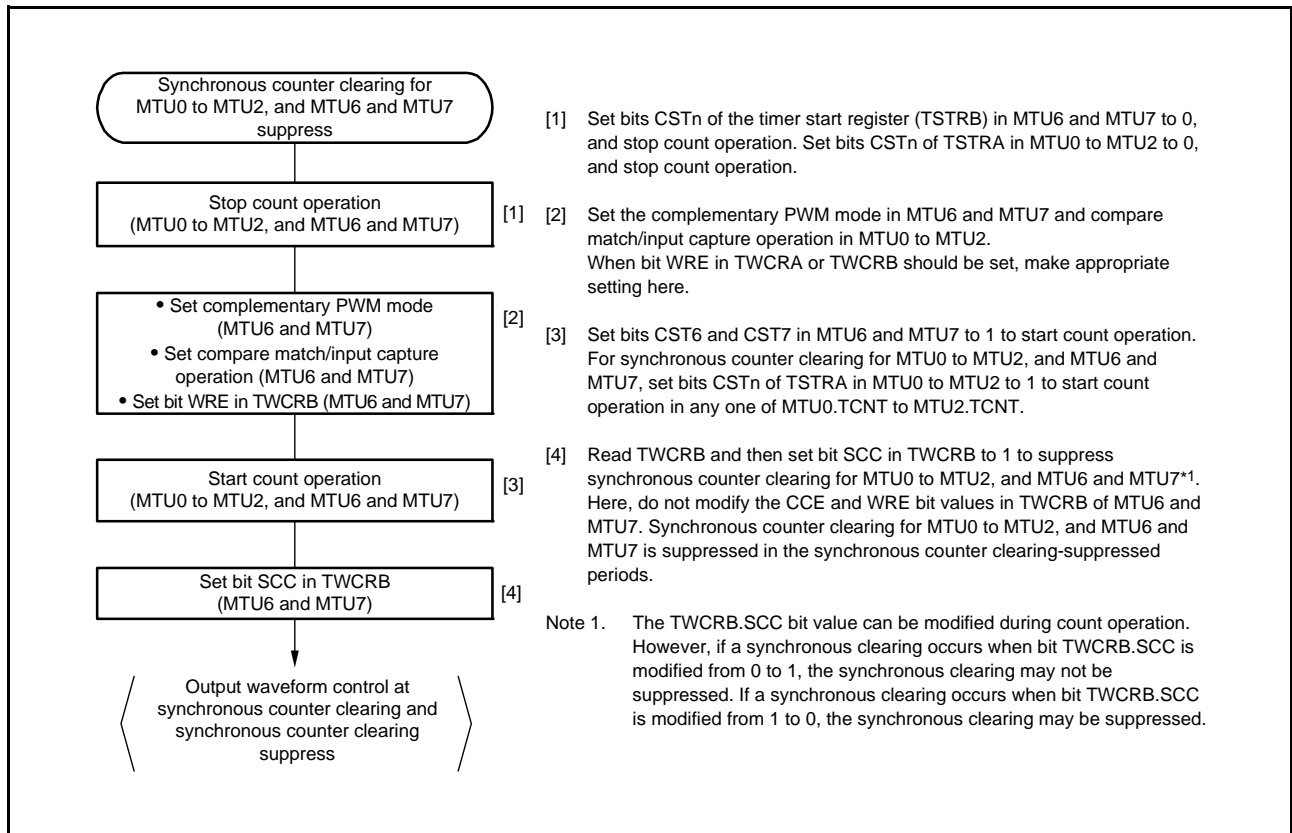 Synchronous counter clearing for
MTU0 to MTU2, and MTU6 and MTU7
suppress
Stop count operation
(MTU0 to MTU2, and MTU6 and MTU7)
[1]
• Set complementary PWM mode
(MTU6 and MTU7)
• Set compare match/input capture
operation (MTU6 and MTU7)
• Set bit WRE in TWCRB (MTU6 and MTU7)
[2]
Start count operation
(MTU0 to MTU2, and MTU6 and MTU7)
[3]
Set bit SCC in TWCRB
(MTU6 and MTU7)
[4]
Output waveform control at
synchronous counter clearing and
synchronous counter clearing
suppress
[1] Set bits CSTn of the timer start register (TSTRB) in MTU6 and MTU7 to 0,
and stop count operation. Set bits CSTn of TSTRA in MTU0 to MTU2 to 0,
and stop count operation.
[2] Set the complementary PWM mode in MTU6 and MTU7 and compare
match/input capture operation in MTU0 to MTU2.
When bit WRE in TWCRA or TWCRB should be set, make appropriate
setting here.
[3] Set bits CST6 and CST7 in MTU6 and MTU7 to 1 to start count operation.
For synchronous counter clearing for MTU0 to MTU2, and MTU6 and
MTU7, set bits CSTn of TSTRA in MTU0 to MTU2 to 1 to start count
operation in any one of MTU0.TCNT to MTU2.TCNT.
[4] Read TWCRB and then set bit SCC in TWCRB to 1 to suppress
synchronous counter clearing for MTU0 to MTU2, and MTU6 and MTU7*1.
Here, do not modify the CCE and WRE bit values in TWCRB of MTU6 and
MTU7. Synchronous counter clearing for MTU0 to MTU2, and MTU6 and
MTU7 is suppressed in the synchronous counter clearing-suppressed
periods.
Note 1. The TWCRB.SCC bit value can be modified during count operation.
However, if a synchronous clearing occurs when bit TWCRB.SCC is
modified from 0 to 1, the synchronous clearing may not be
suppressed. If a synchronous clearing occurs when bit TWCRB.SCC
is modified from 1 to 0, the synchronous clearing may be suppressed.